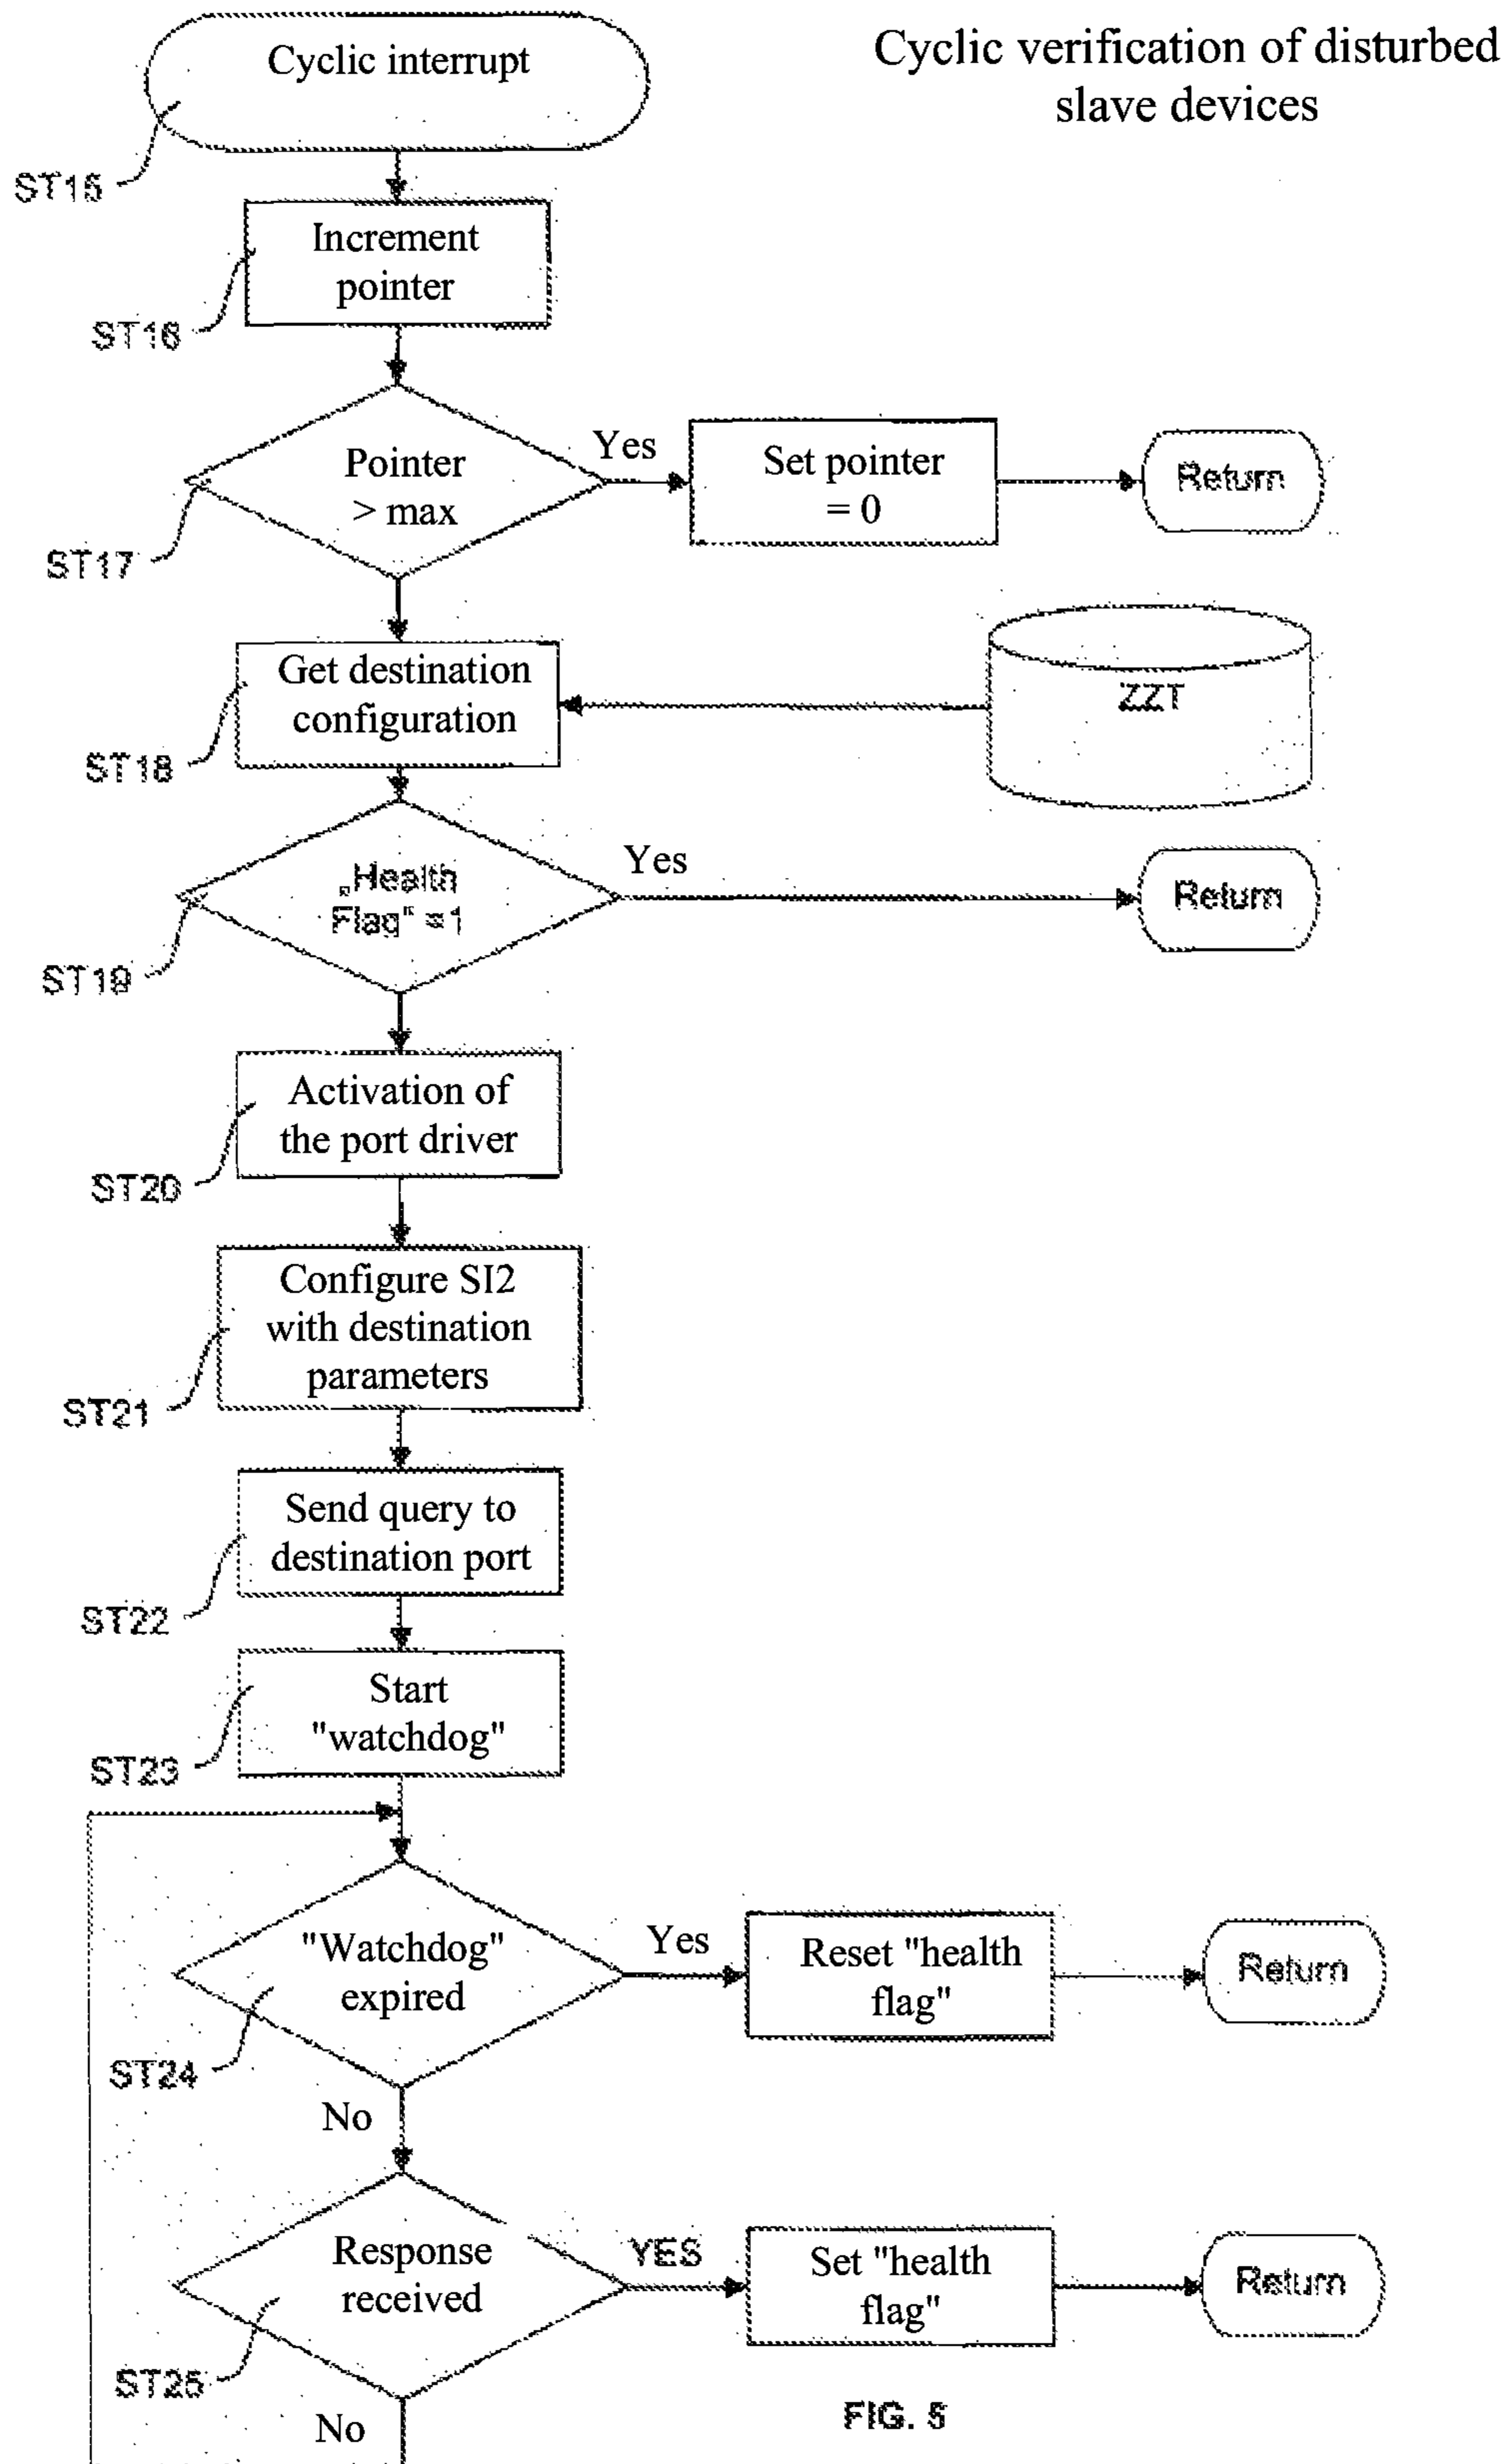 Cyclic verification of disturbed
slave devices
Cyclic interrupt
ST15
Increment
pointer
ST16
Pointer
> max
Yes
Set pointer
= 0
Return
ST17
Get destination
configuration
ZZT
ST18
„Health
Flag" =1
Yes
Return
ST19
Activation of
the port driver
ST20
Configure SI2
with destination
parameters
ST21
Send query to
destination port
ST22
Start
"watchdog"
ST23
"Watchdog"
expired
Yes
Reset "health
flag"
Return
ST24
No
Response
received
YES
Set "health
flag"
Return
ST25
No
FIG. 5